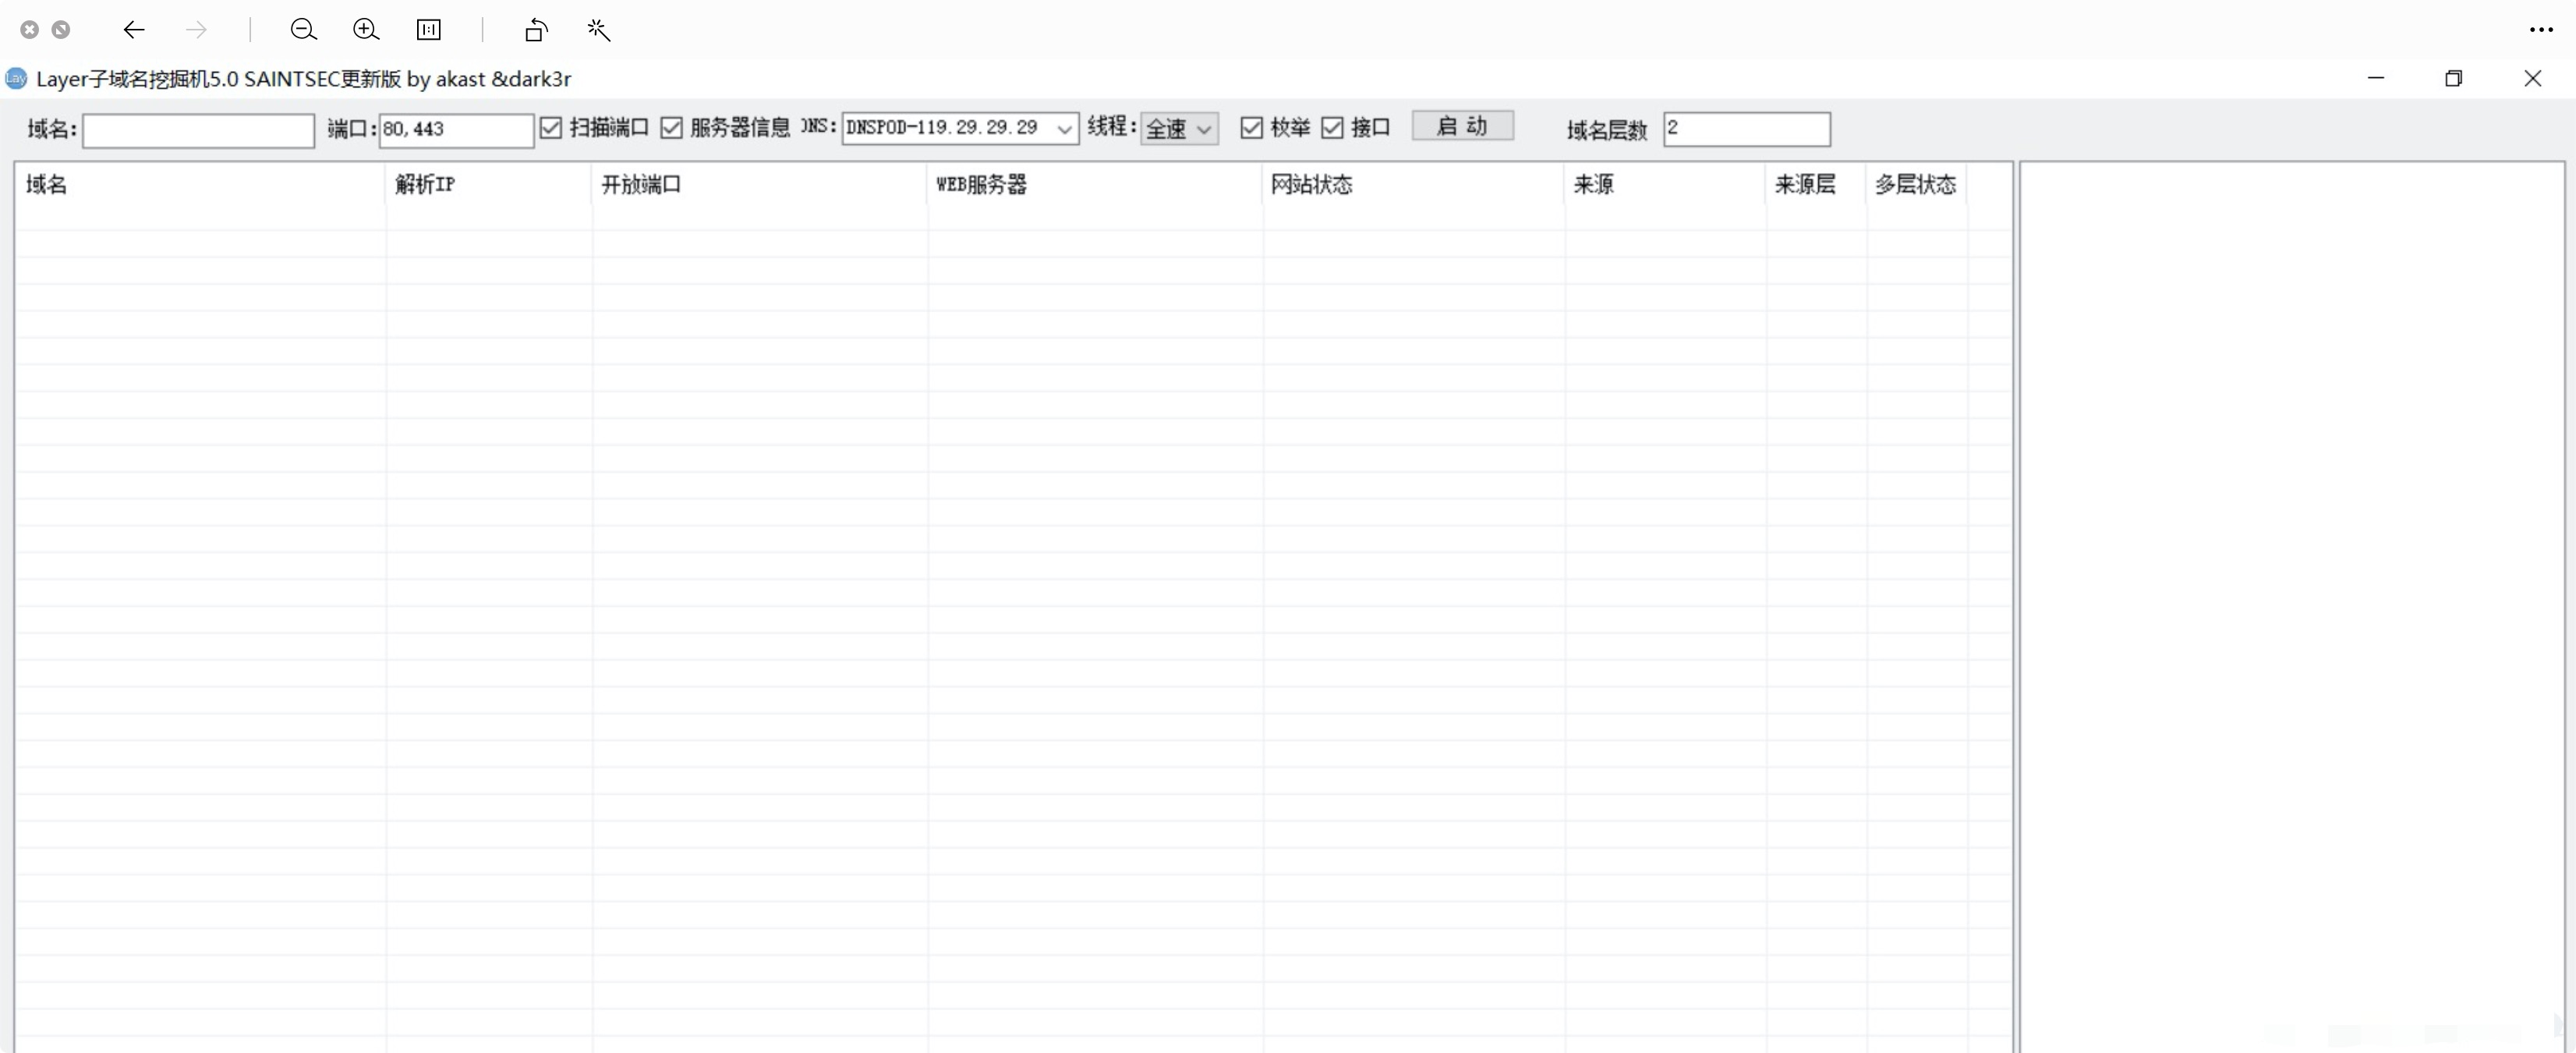 Lay Layer子域名挖掘机5.0 SAINTSEC更新版 by akast &dark3r
域名: 端口: 80,443 扫描端口 服务器信息 DNS: DNSPOD-119.29.29.29 线程: 全速 枚举 接口 启 动 域名层数 2
域名 解析IP 开放端口 WEB服务器 网站状态 来源 来源层 多层状态